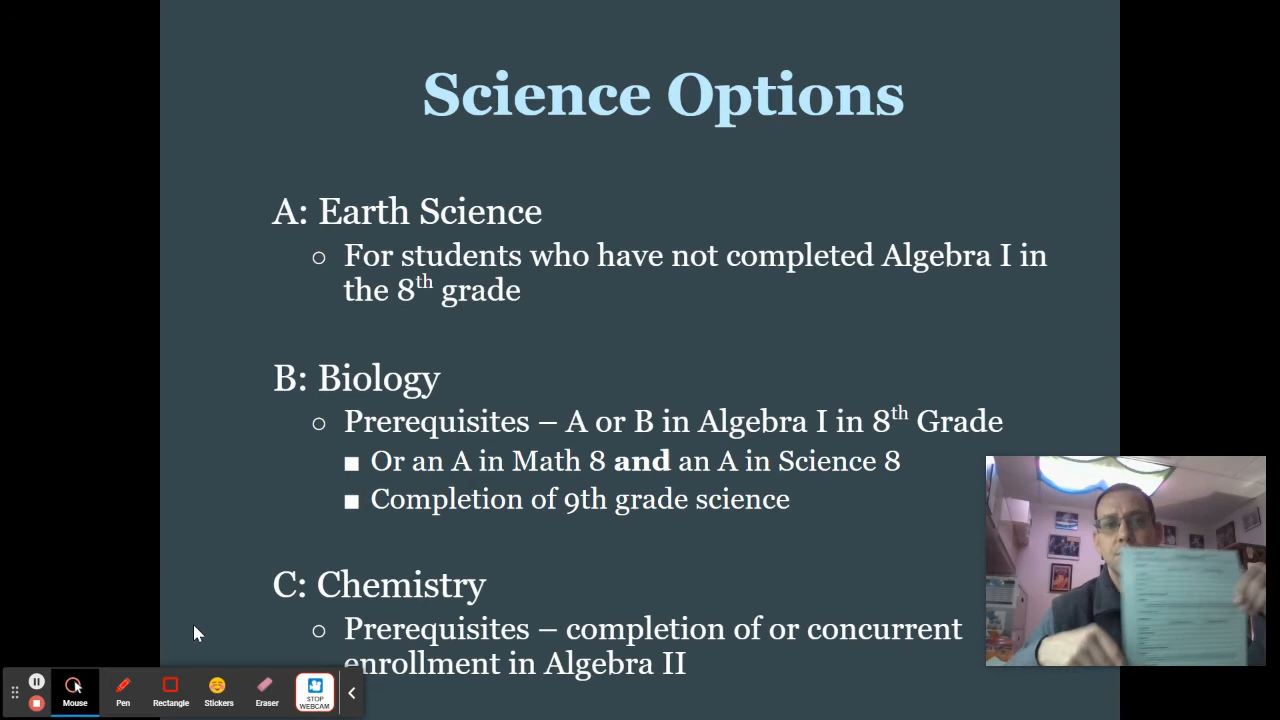 Science Options
A: Earth Science
○ For students who have not completed Algebra I in
the 8th grade
B: Biology
○ Prerequisites – A or B in Algebra I in 8th Grade
■ Or an A in Math 8 and an A in Science 8
■ Completion of 9th grade science
C: Chemistry
○ Prerequisites – completion of or concurrent
enrollment in Algebra II
Mouse
Pen
Rectangle
Stickers
Eraser
STOP
WEBCAM